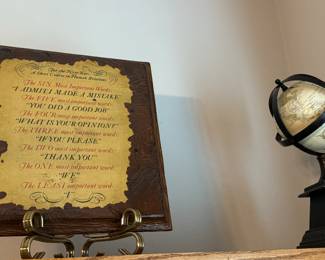 A Short Course in Human Relations
The SIX Most Important Words:
"I ADMIT I MADE A MISTAKE"
The FIVE most important words:
"YOU DID A GOOD JOB"
The FOUR most important words:
"WHAT IS YOUR OPINION?"
The THREE most important words:
"IF YOU PLEASE"
The TWO most important words:
"THANK YOU"
The ONE most important word:
"WE"
The LEAST important word:
"I"